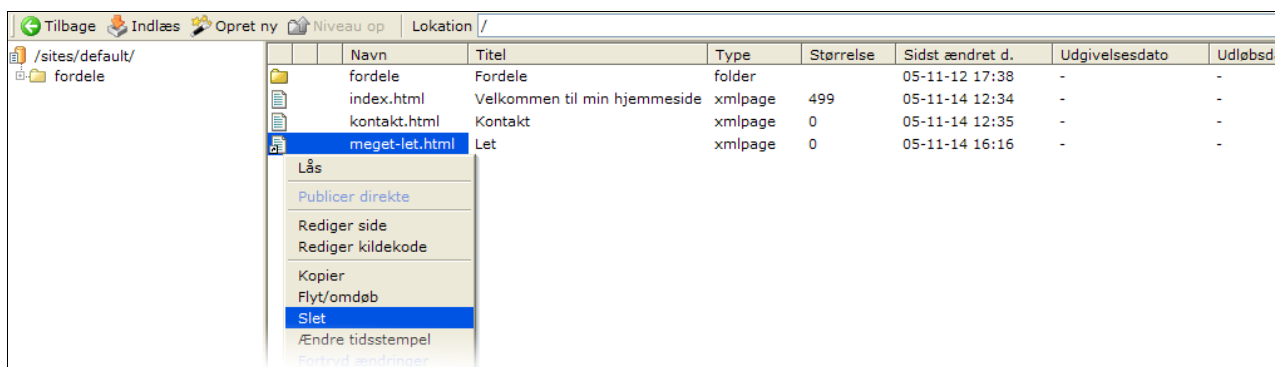 Tilbage Indlæs Opret ny Niveau op Lokation /
/sites/default/
fordele
Navn Titel Type Størrelse Sidst ændret d. Udgivelsesdato Udløbsda
fordele Fordele folder 05-11-12 17:38 - -
index.html Velkommen til min hjemmeside xmlpage 499 05-11-14 12:34 - -
kontakt.html Kontakt xmlpage 0 05-11-14 12:35 - -
meget-let.html Let xmlpage 0 05-11-14 16:16 - -
Lås
Publicer direkte
Rediger side
Rediger kildekode
Kopier
Flyt/omdøb
Slet
Ændre tidsstempel
Fortryd ændringer